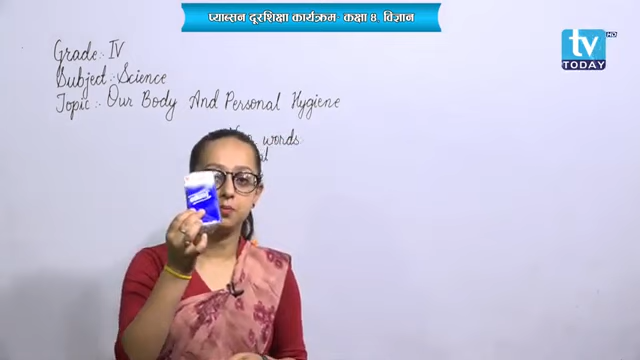 प्याब्सन दूरशिक्षा कार्यक्रम कक्षा ४, विज्ञान
tv HD
TODAY
Grade:- IV
Subject:- Science
Topic:- Our Body And Personal Hygiene
words: